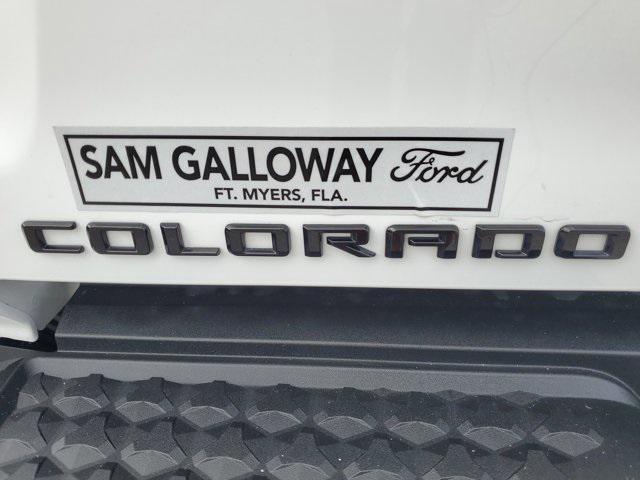 SAM GALLOWAY Ford
FT. MYERS, FLA.
COLORADO